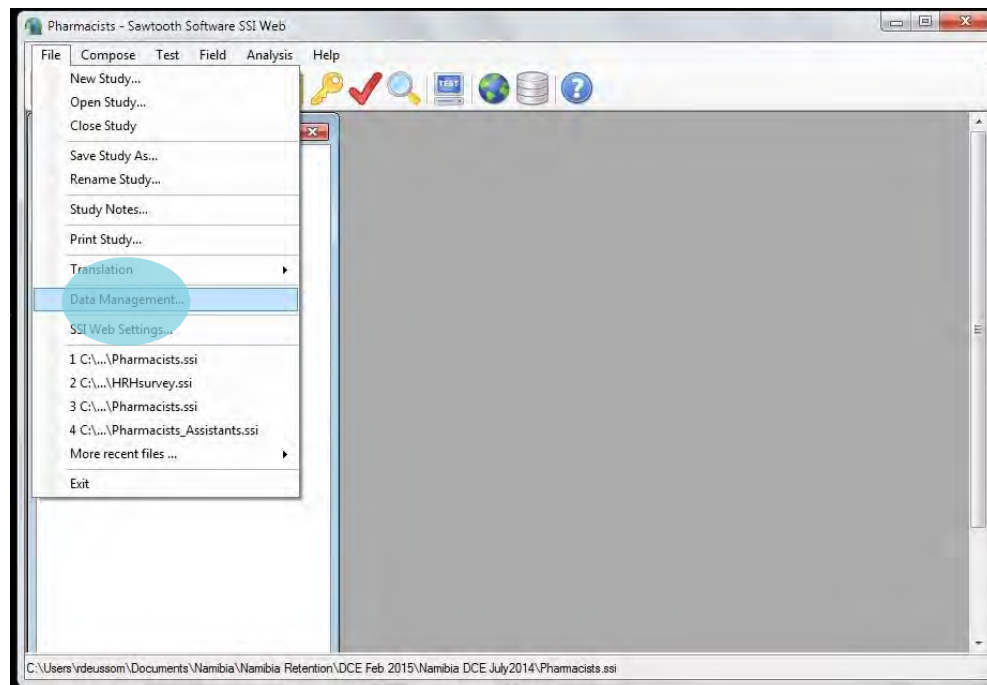 Pharmacists - Sawtooth Software SSI Web
File Compose Test Field Analysis Help
TEST
New Study...
Open Study...
Close Study
Save Study As...
Rename Study...
Study Notes...
Print Study...
Translation
Data Management...
SSI Web Settings...
1 C:\...\Pharmacists.ssi
2 C:\...\HRHsurvey.ssi
3 C:\...\Pharmacists.ssi
4 C:\...\Pharmacists_Assistants.ssi
More recent files ...
Exit
C:\Users\rdeussom\Documents\Namibia\Namibia Retention\DCE Feb 2015\Namibia DCE July2014\Pharmacists.ssi